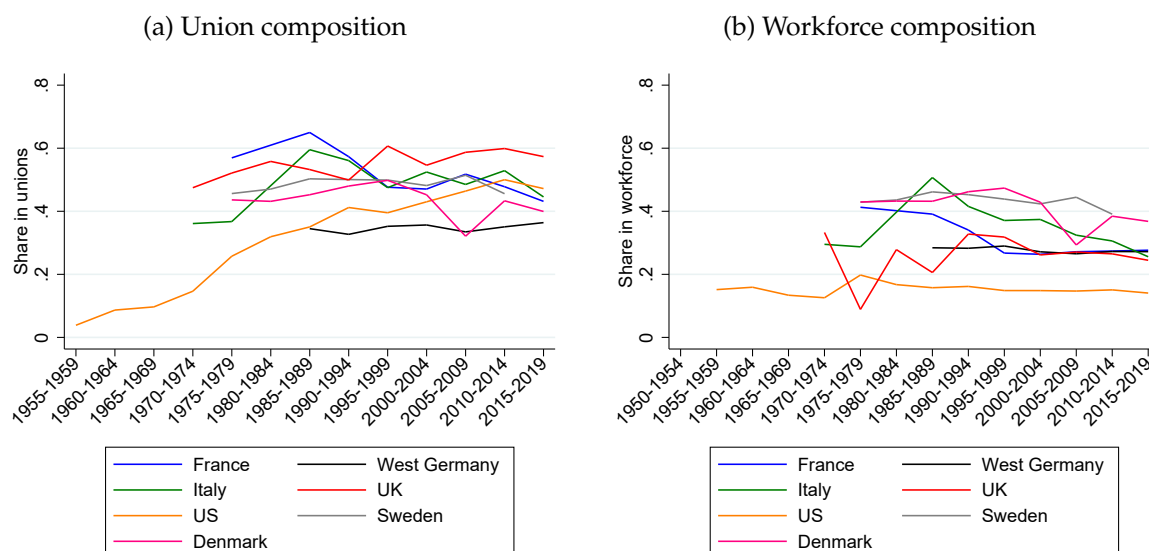 (a) Union composition
Share in unions
.8
.6
.4
.2
0
1955-1959
1960-1964
1965-1969
1970-1974
1975-1979
1980-1984
1985-1989
1990-1994
1995-1999
2000-2004
2005-2009
2010-2014
2015-2019
France
West Germany
Italy
UK
US
Sweden
Denmark
(b) Workforce composition
Share in workforce
.8
.6
.4
.2
0
1950-1954
1955-1959
1960-1964
1965-1969
1970-1974
1975-1979
1980-1984
1985-1989
1990-1994
1995-1999
2000-2004
2005-2009
2010-2014
2015-2019
France
West Germany
Italy
UK
US
Sweden
Denmark